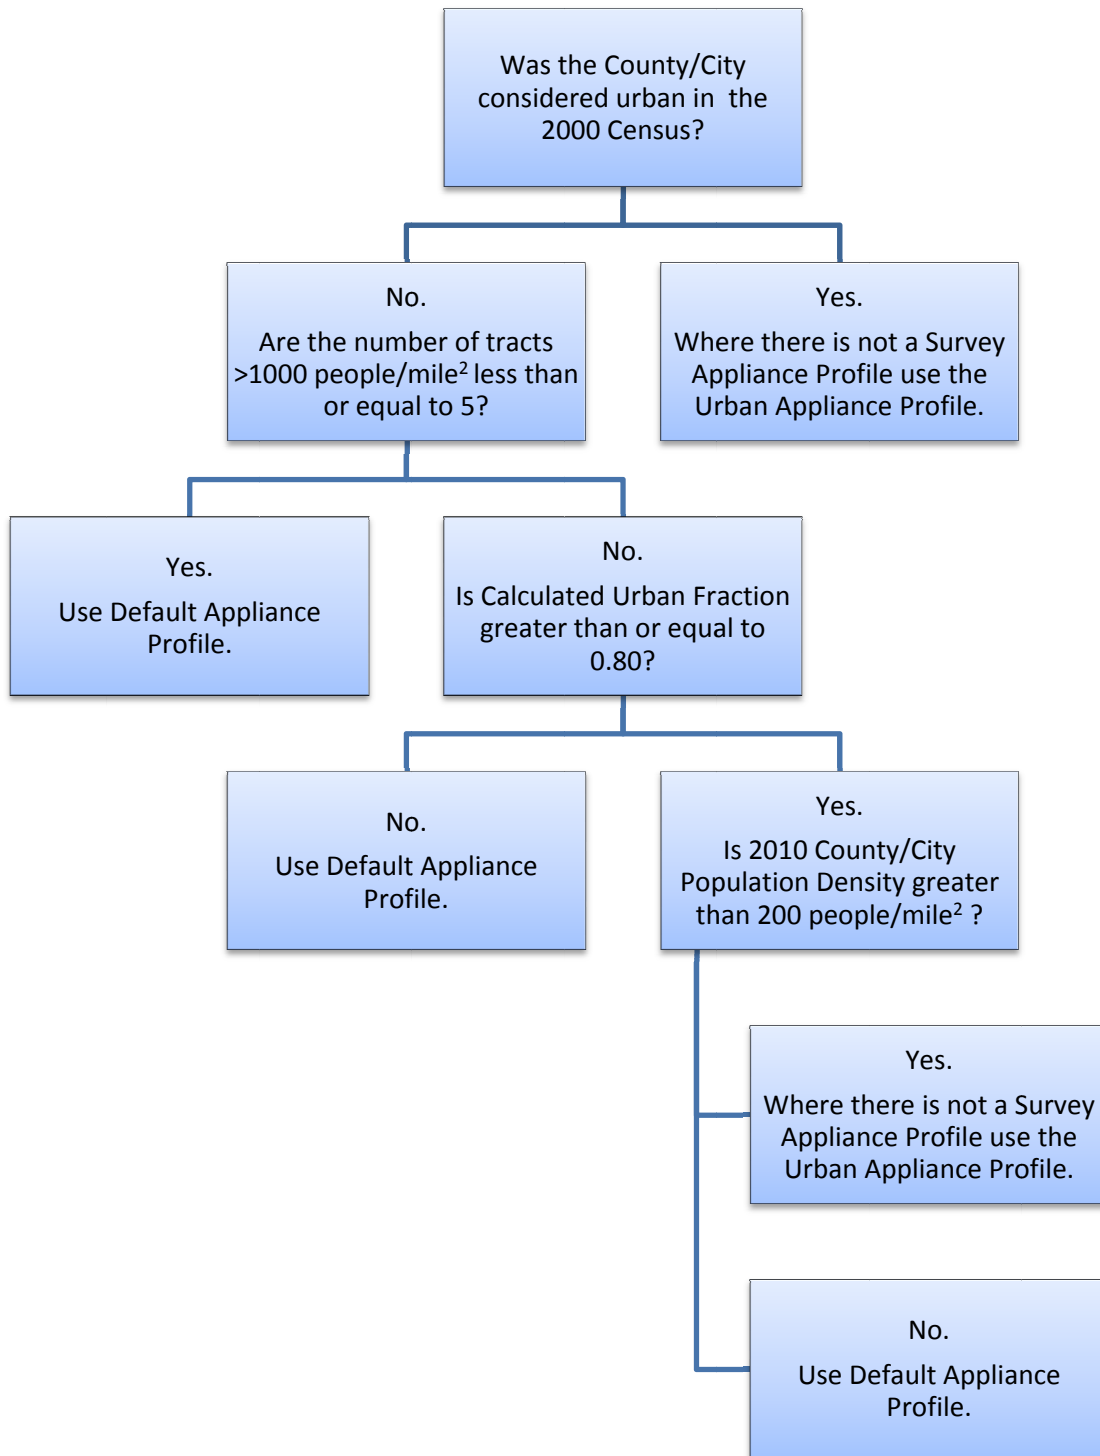 Was the County/City
considered urban in the
2000 Census?
No.
Are the number of tracts
>1000 people/mile² less than
or equal to 5?
Yes.
Where there is not a Survey
Appliance Profile use the
Urban Appliance Profile.
Yes.
Use Default Appliance
Profile.
No.
Is Calculated Urban Fraction
greater than or equal to
0.80?
No.
Use Default Appliance
Profile.
Yes.
Is 2010 County/City
Population Density greater
than 200 people/mile² ?
Yes.
Where there is not a Survey
Appliance Profile use the
Urban Appliance Profile.
No.
Use Default Appliance
Profile.